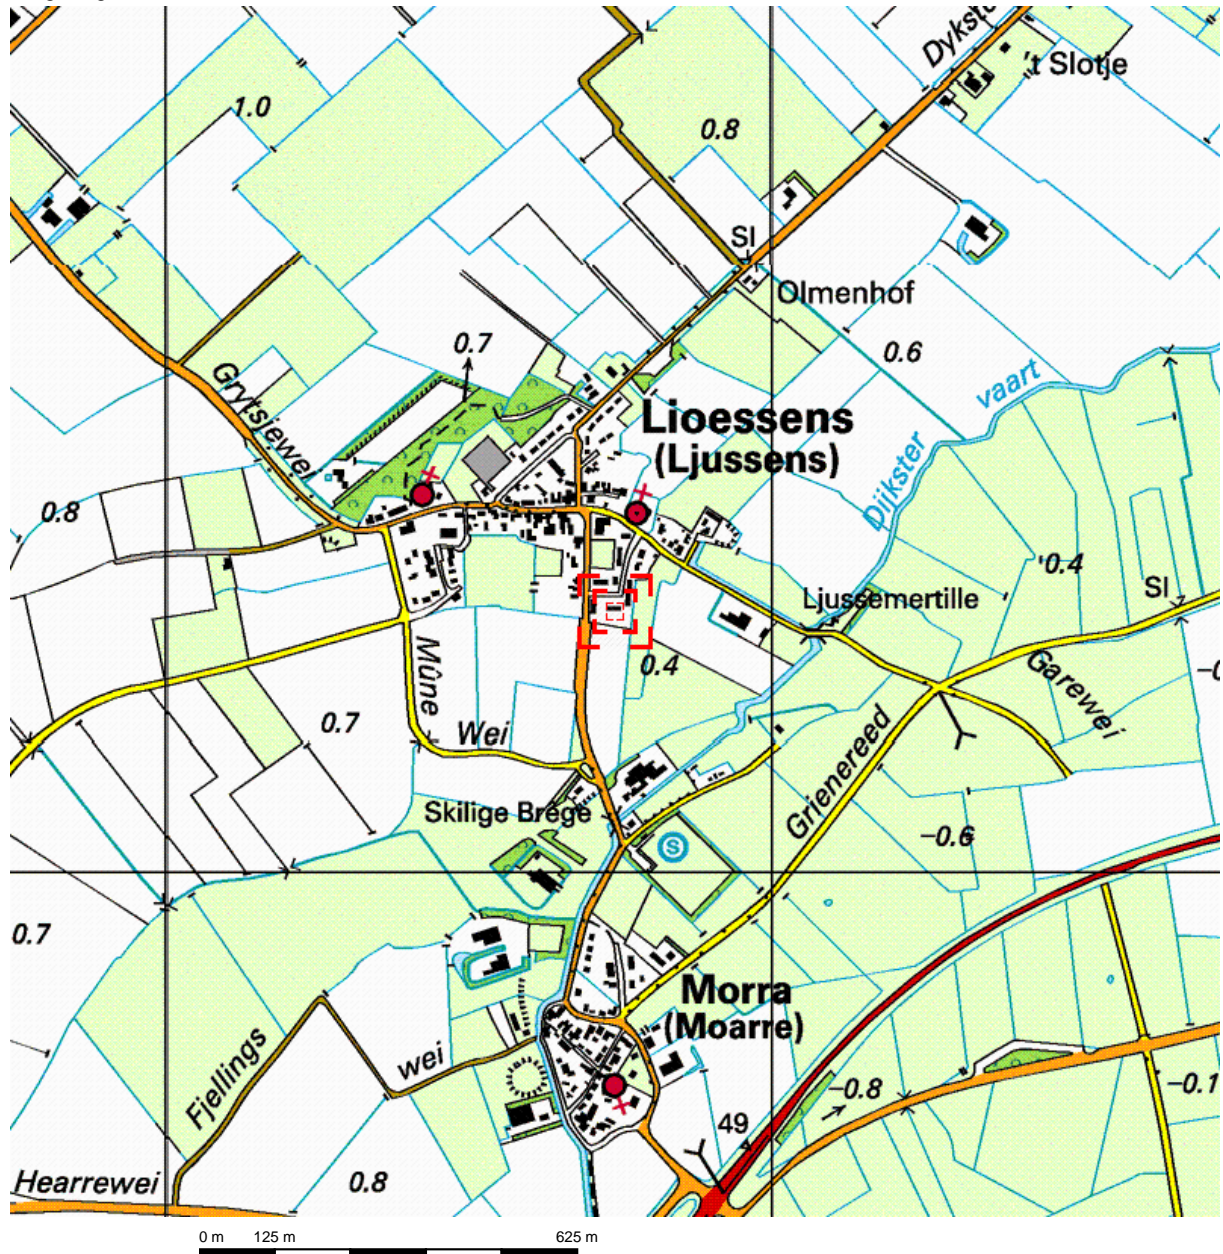 Dykste
't Slotje
1.0
0.8
Sl
Olmenhof
0.7
0.6
vaart
Grytsjewei
Lioessens
(Ljussens)
Dijkster
0.8
0.4
Ljussemertille
Sl
0.4
Garewei
Mûne
Wei
0.7
Grienereed
Skilige Brêge
S
-0.6
0.7
Morra
(Moarre)
Fjellings
wei
-0.8
-0.1
49
Hearrewei
0.8
0 m
125 m
625 m